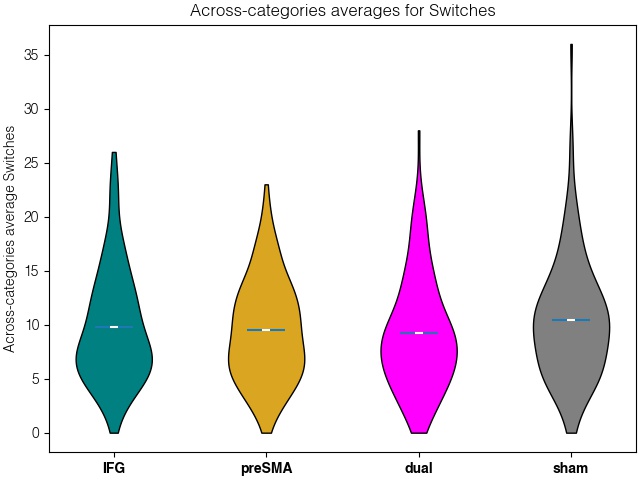 Across-categories averages for Switches
Across-categories average Switches
35
30
25
20
15
10
5
0
IFG preSMA dual sham